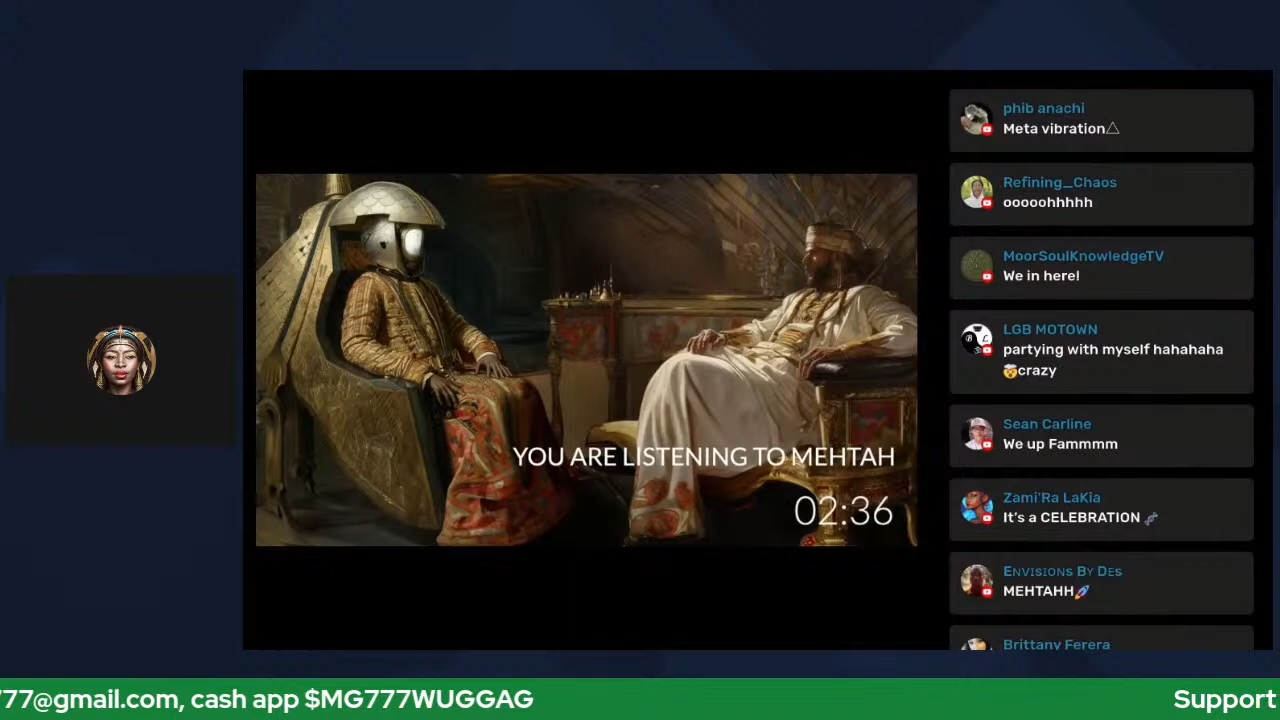 phib anachi
Meta vibration△
Refining_Chaos
ooooohhhhh
MoorSoulKnowledgeTV
We in here!
LGB MOTOWN
partying with myself hahahaha
🤯crazy
Sean Carline
We up Fammmm
Zami'Ra LaKia
It's a CELEBRATION 🧬
Envisions By Des
MEHTAHH🚀
Brittany Ferera
YOU ARE LISTENING TO MEHTAH
02:36
77@gmail.com, cash app $MG777WUGGAG
Support